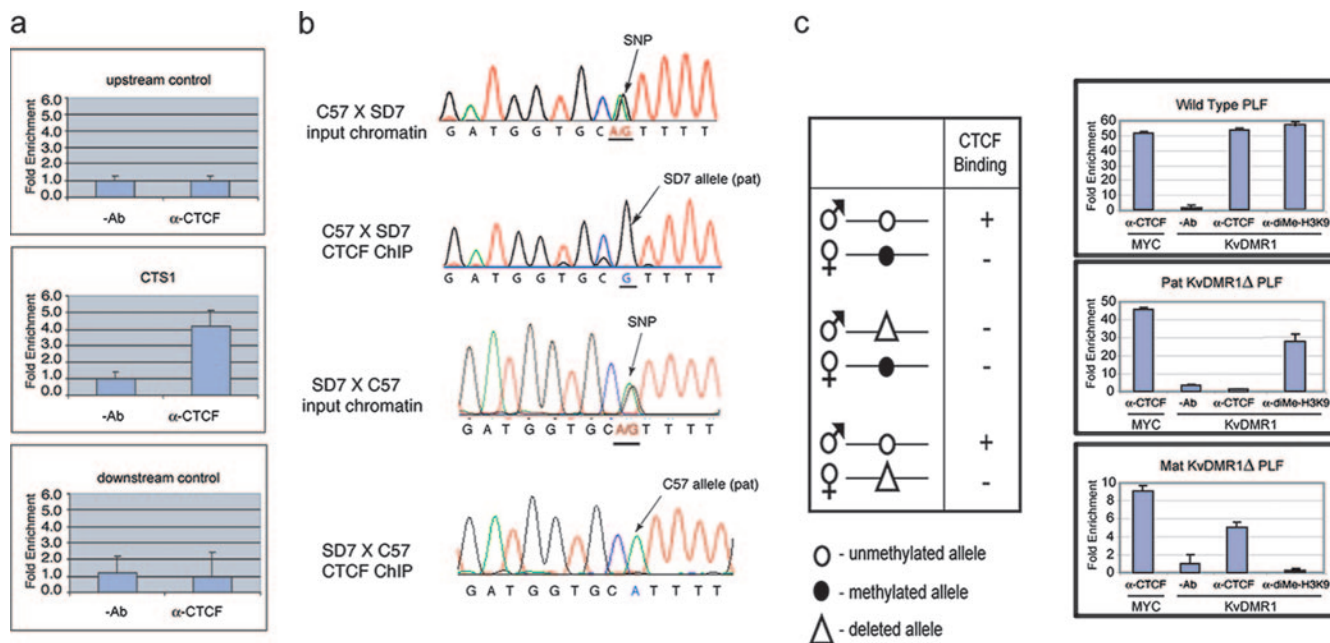 a
upstream control
Fold Enrichment
6.0
5.0
4.0
3.0
2.0
1.0
0.0
-Ab α-CTCF
CTS1
Fold Enrichment
6.0
5.0
4.0
3.0
2.0
1.0
0.0
-Ab α-CTCF
downstream control
Fold Enrichment
6.0
5.0
4.0
3.0
2.0
1.0
0.0
-Ab α-CTCF
b
SNP
C57 X SD7
input chromatin
G A T G G T G C A/G T T T T
SD7 allele (pat)
C57 X SD7
CTCF ChIP
G A T G G T G C G T T T T
SNP
SD7 X C57
input chromatin
G A T G G T G C A/G T T T T
C57 allele (pat)
SD7 X C57
CTCF ChIP
G A T G G T G C A T T T T
c
CTCF
Binding
♂ +
♀ -
♂ -
♀ -
♂ +
♀ -
- unmethylated allele
- methylated allele
- deleted allele
Wild Type PLF
Fold Enrichment
60
50
40
30
20
10
0
α-CTCF -Ab α-CTCF α-diMe-H3K9
MYC KvDMR1
Pat KvDMR1Δ PLF
Fold Enrichment
50
40
30
20
10
0
α-CTCF -Ab α-CTCF α-diMe-H3K9
MYC KvDMR1
Mat KvDMR1Δ PLF
Fold Enrichment
10
8
6
4
2
0
α-CTCF -Ab α-CTCF α-diMe-H3K9
MYC KvDMR1